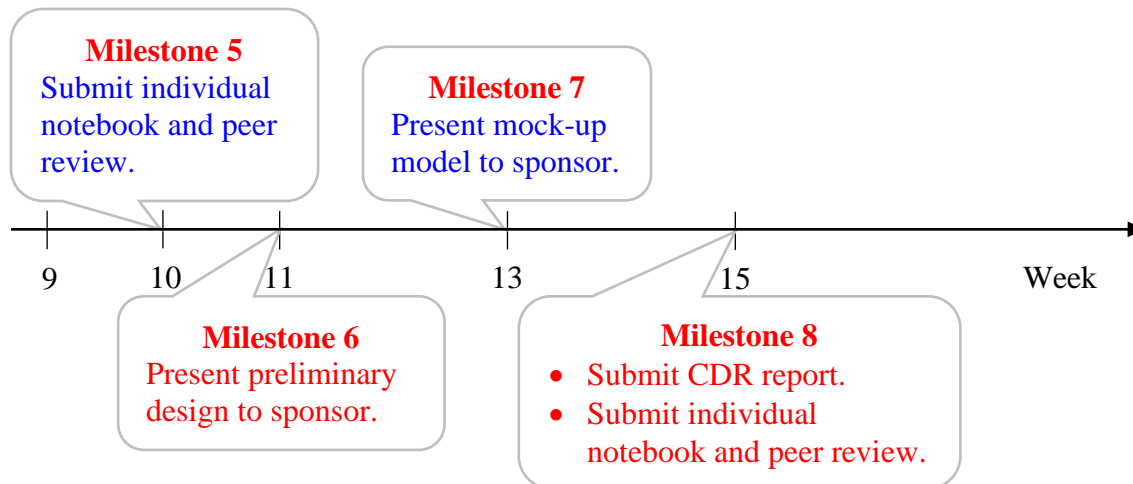 Milestone 5
Submit individual
notebook and peer
review.
Milestone 7
Present mock-up
model to sponsor.
9
10
11
13
15
Week
Milestone 6
Present preliminary
design to sponsor.
Milestone 8
• Submit CDR report.
• Submit individual
notebook and peer review.